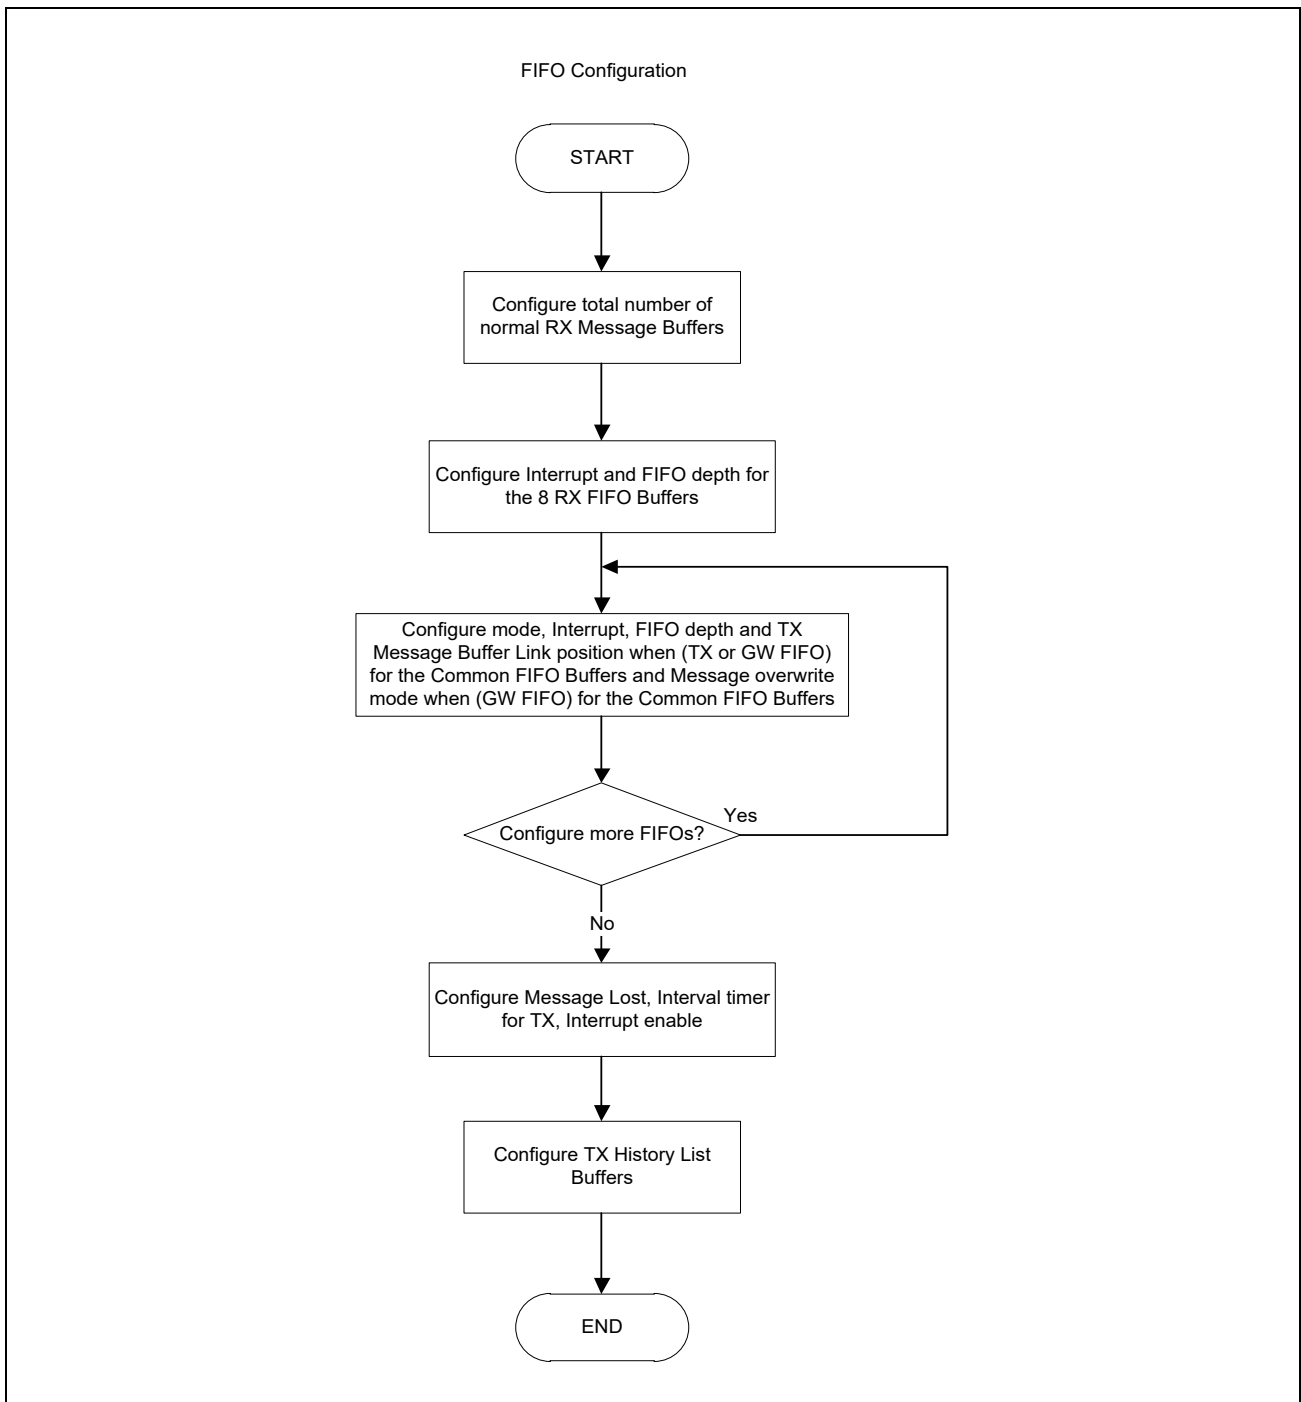 FIFO Configuration
START
Configure total number of
normal RX Message Buffers
Configure Interrupt and FIFO depth for
the 8 RX FIFO Buffers
Configure mode, Interrupt, FIFO depth and TX
Message Buffer Link position when (TX or GW FIFO)
for the Common FIFO Buffers and Message overwrite
mode when (GW FIFO) for the Common FIFO Buffers
Yes
Configure more FIFOs?
No
Configure Message Lost, Interval timer
for TX, Interrupt enable
Configure TX History List
Buffers
END